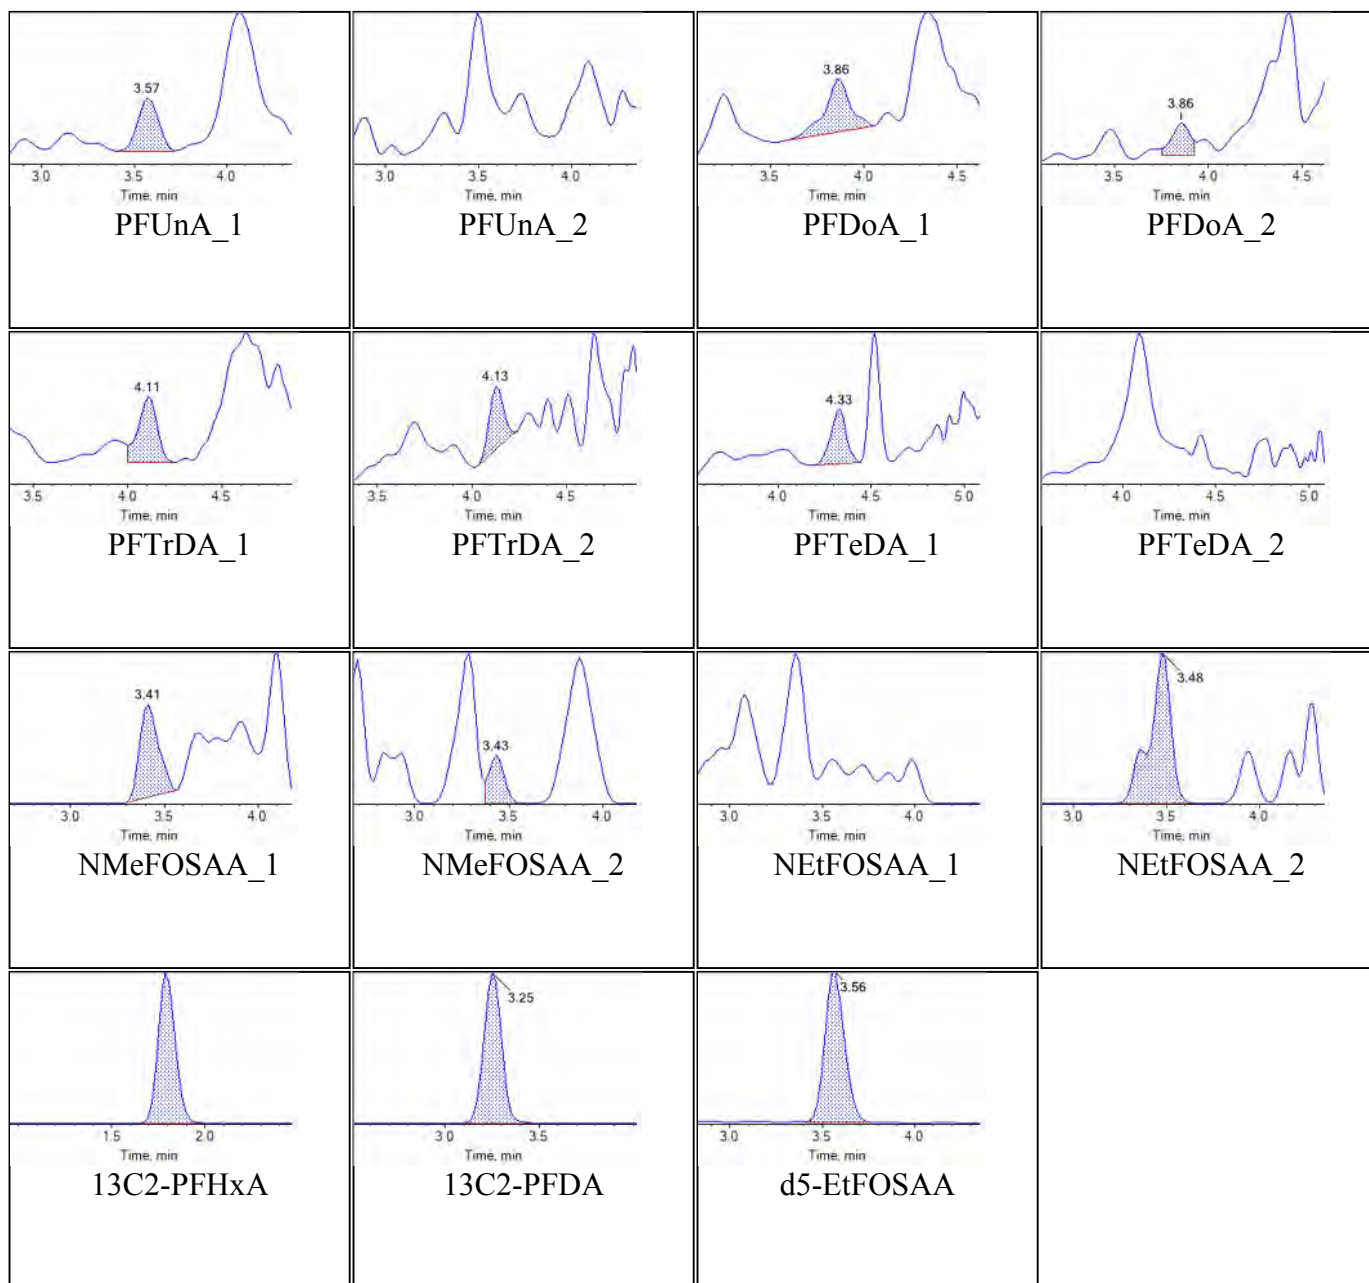 3.57
3.0 4.0
Time, min
PFUnA_1
3.0 3.5 4.0
Time, min
PFUnA_2
3.86
3.5 4.0 4.5
Time, min
PFDoA_1
3.86
3.5 4.0 4.5
Time, min
PFDoA_2
4.11
3.5 4.0 4.5
Time, min
PFTrDA_1
4.13
3.5 4.0 4.5
Time, min
PFTrDA_2
4.33
4.0 4.5 5.0
Time, min
PFTeDA_1
4.0 4.5 5.0
Time, min
PFTeDA_2
3.41
3.0 3.5 4.0
Time, min
NMeFOSAA_1
3.43
3.0 4.0
Time, min
NMeFOSAA_2
3.0 3.5 4.0
Time, min
NEtFOSAA_1
3.48
3.0 3.5 4.0
Time, min
NEtFOSAA_2
1.5 2.0
Time, min
13C2-PFHxA
3.25
3.0 3.5
Time, min
13C2-PFDA
3.56
3.0 3.5 4.0
Time, min
d5-EtFOSAA